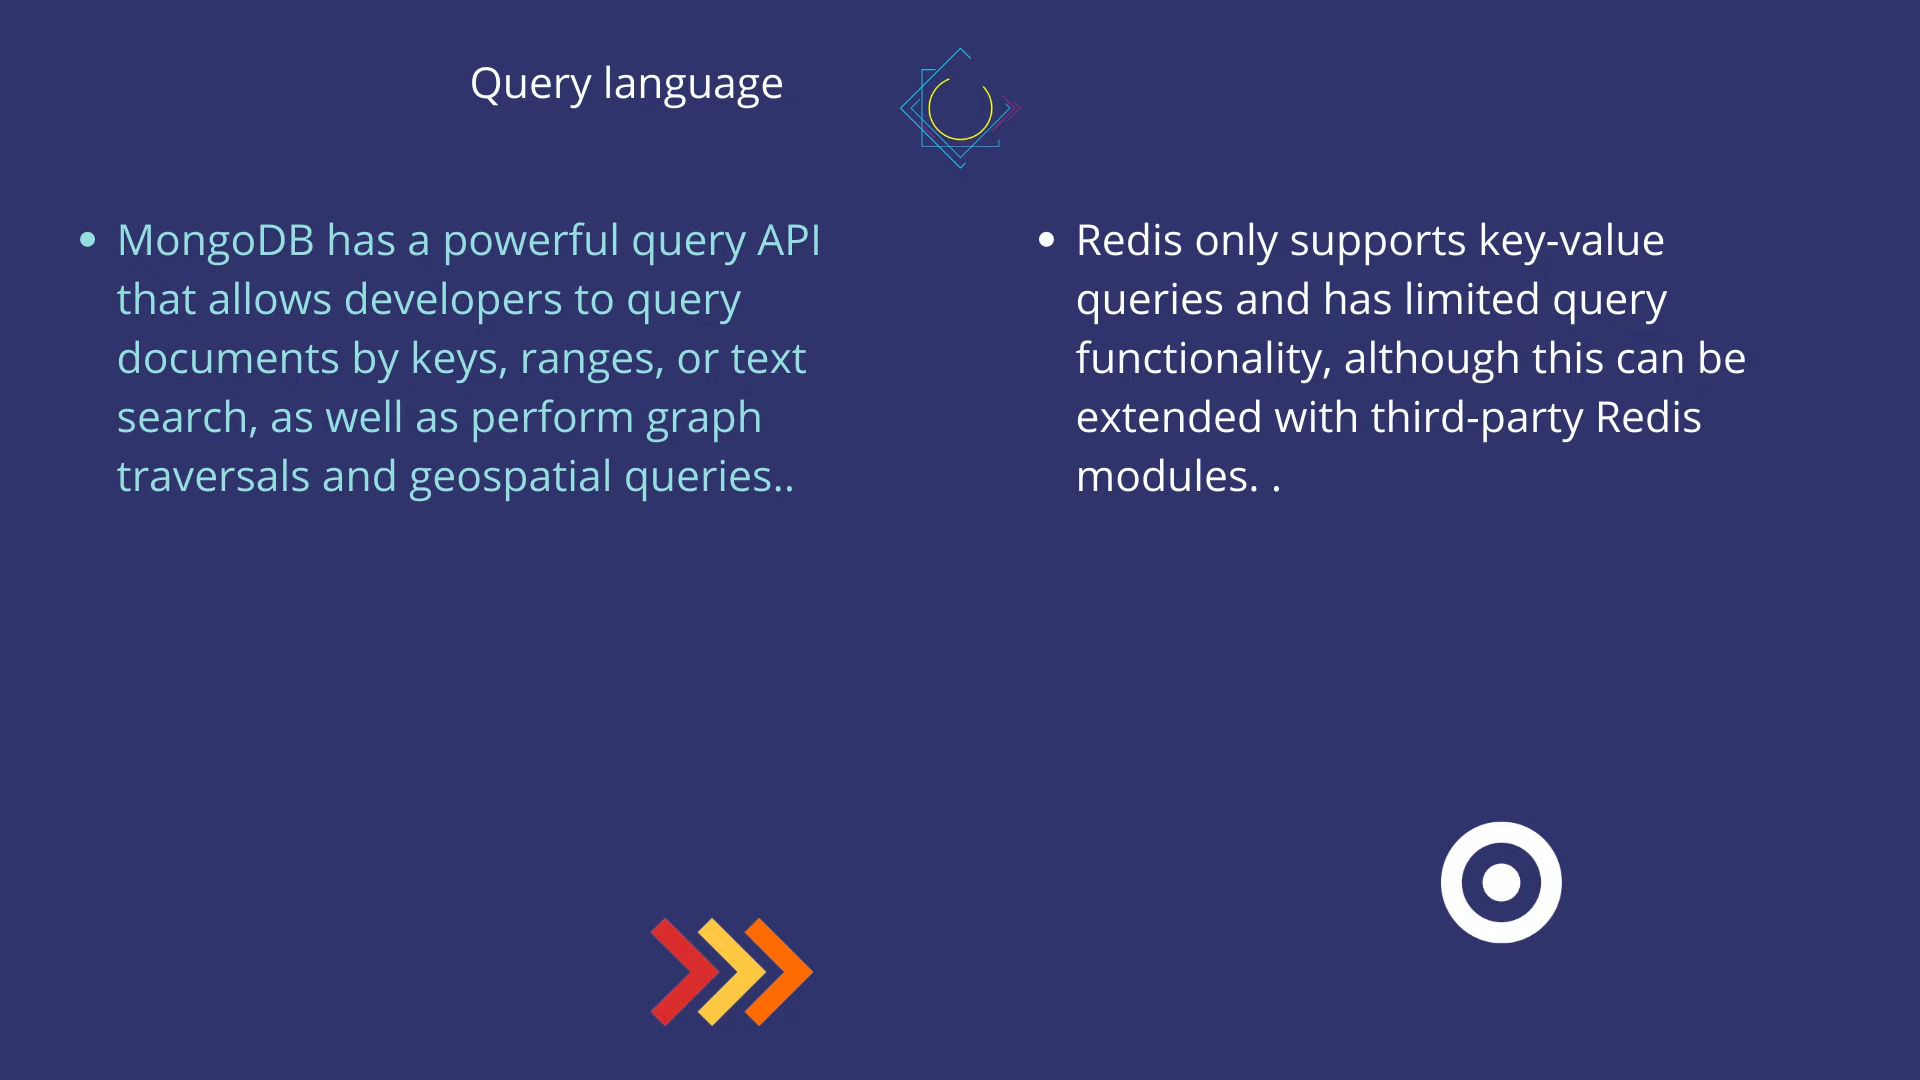 Query language
MongoDB has a powerful query API
that allows developers to query
documents by keys, ranges, or text
search, as well as perform graph
traversals and geospatial queries..
Redis only supports key-value
queries and has limited query
functionality, although this can be
extended with third-party Redis
modules. .